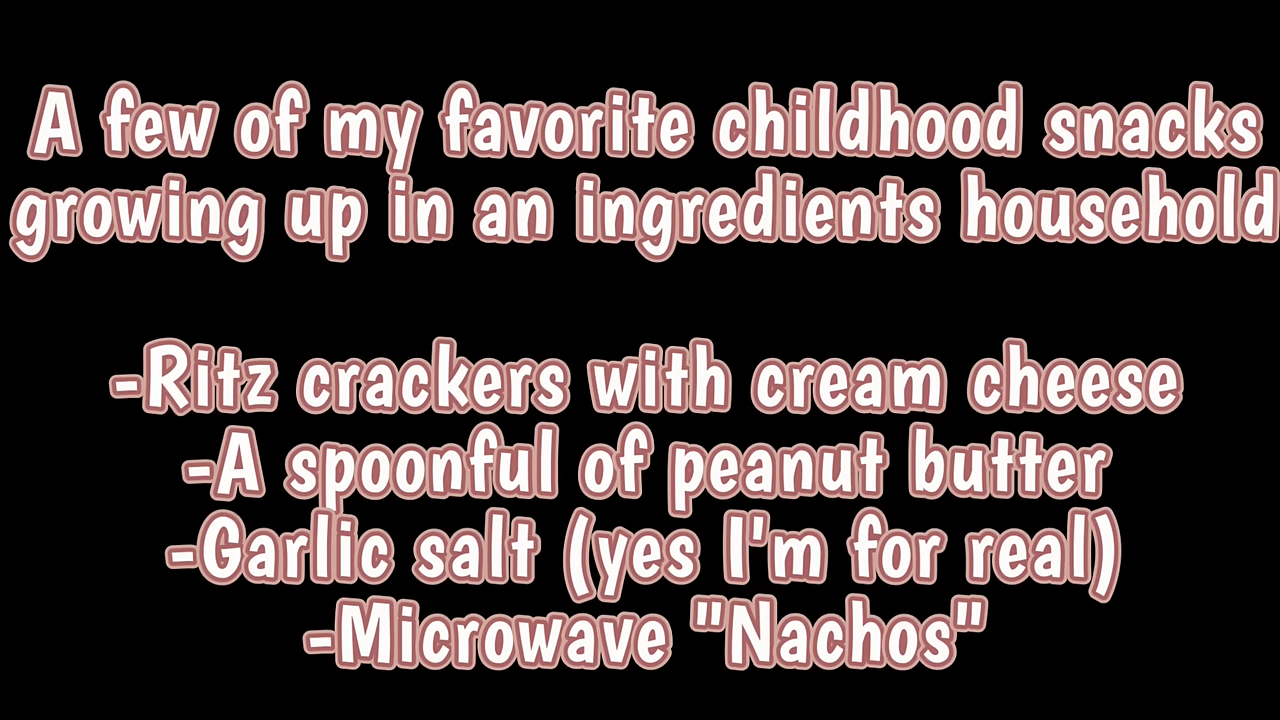 A few of my favorite childhood snacks
growing up in an ingredients household
-Ritz crackers with cream cheese
-A spoonful of peanut butter
-Garlic salt (yes I'm for real)
-Microwave "Nachos"